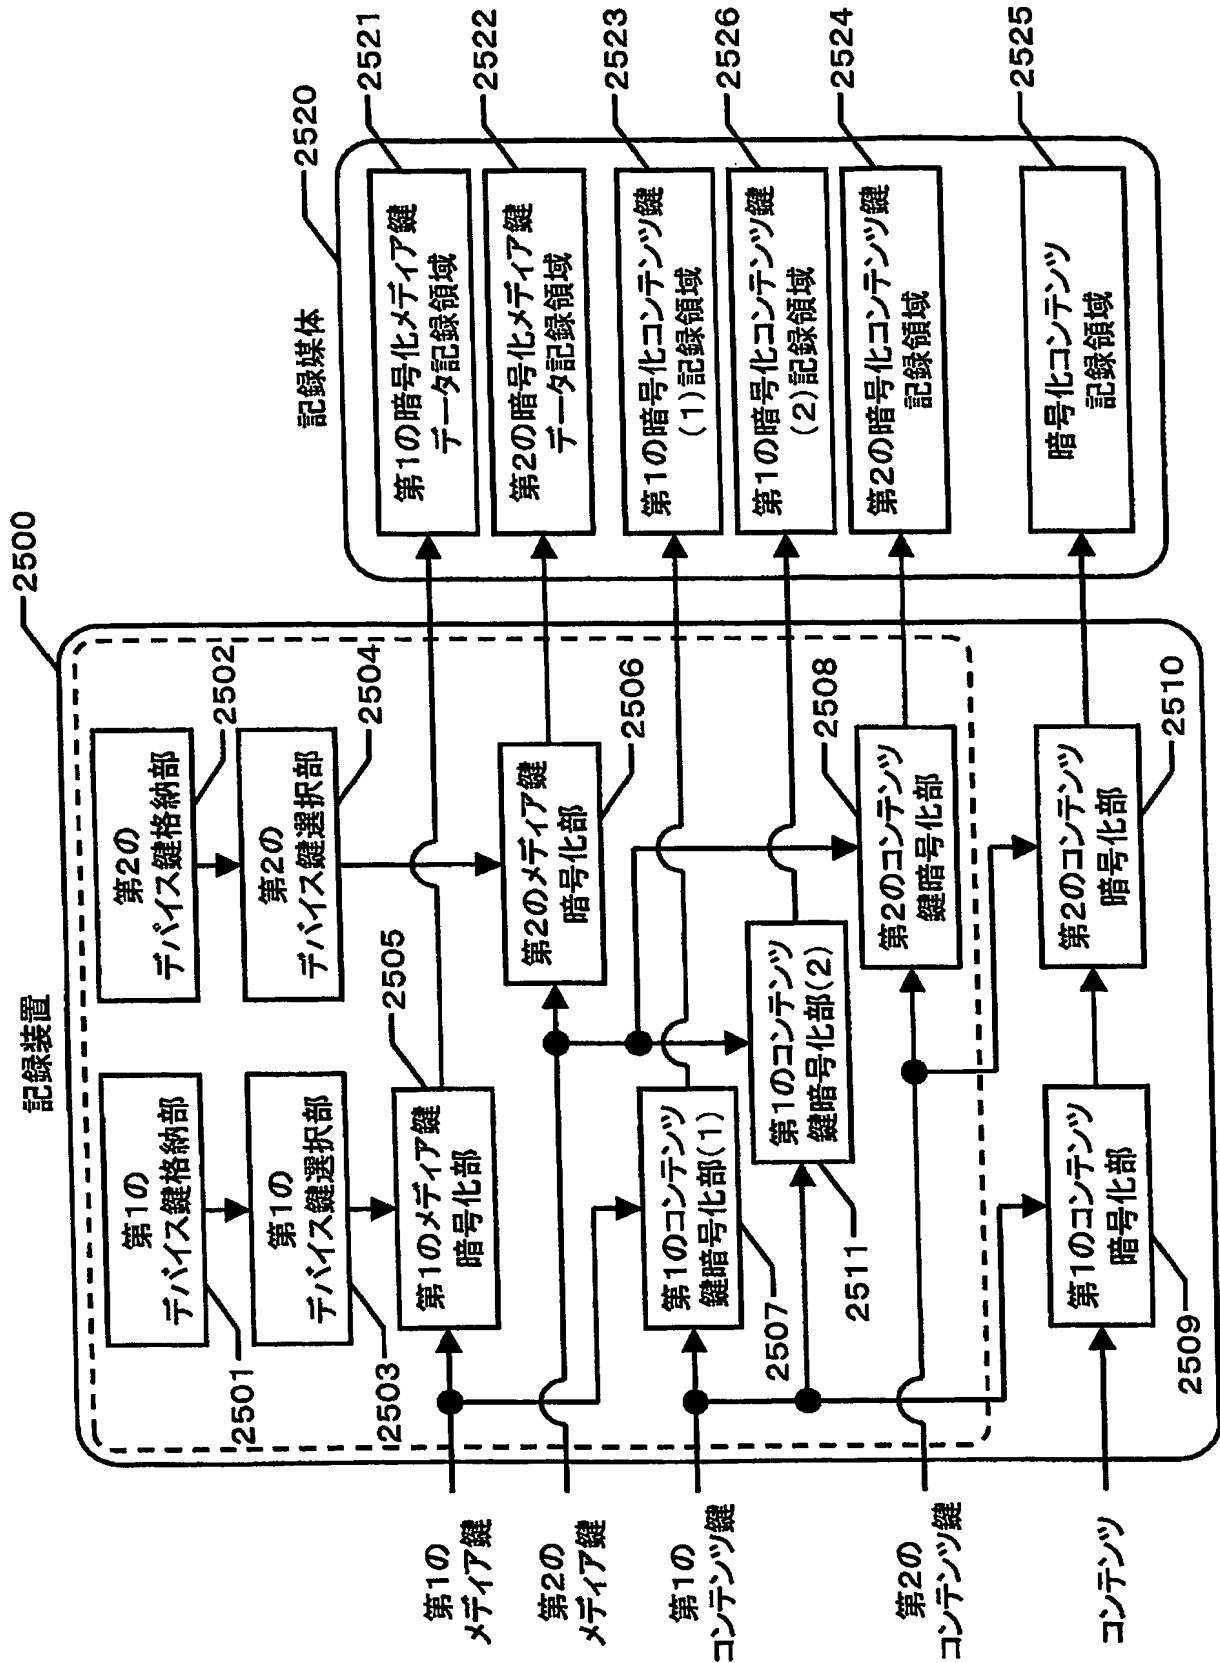 記録装置
2500
記録媒体
2520
第1の
デバイス鍵格納部
2501
第2の
デバイス鍵格納部
2502
第1の
デバイス鍵選択部
2503
第2の
デバイス鍵選択部
2504
第1のメディア鍵
暗号化部
2505
第2のメディア鍵
暗号化部
2506
第1のコンテンツ
鍵暗号化部(1)
2507
第1のコンテンツ
鍵暗号化部(2)
2511
第2のコンテンツ
鍵暗号化部
2508
第1のコンテンツ
暗号化部
2509
第2のコンテンツ
暗号化部
2510
第1の
メディア鍵
第2の
メディア鍵
第1の
コンテンツ鍵
第2の
コンテンツ鍵
コンテンツ
第1の暗号化メディア鍵
データ記録領域
2521
第2の暗号化メディア鍵
データ記録領域
2522
第1の暗号化コンテンツ鍵
(1)記録領域
2523
第1の暗号化コンテンツ鍵
(2)記録領域
2526
第2の暗号化コンテンツ鍵
記録領域
2524
暗号化コンテンツ
記録領域
2525